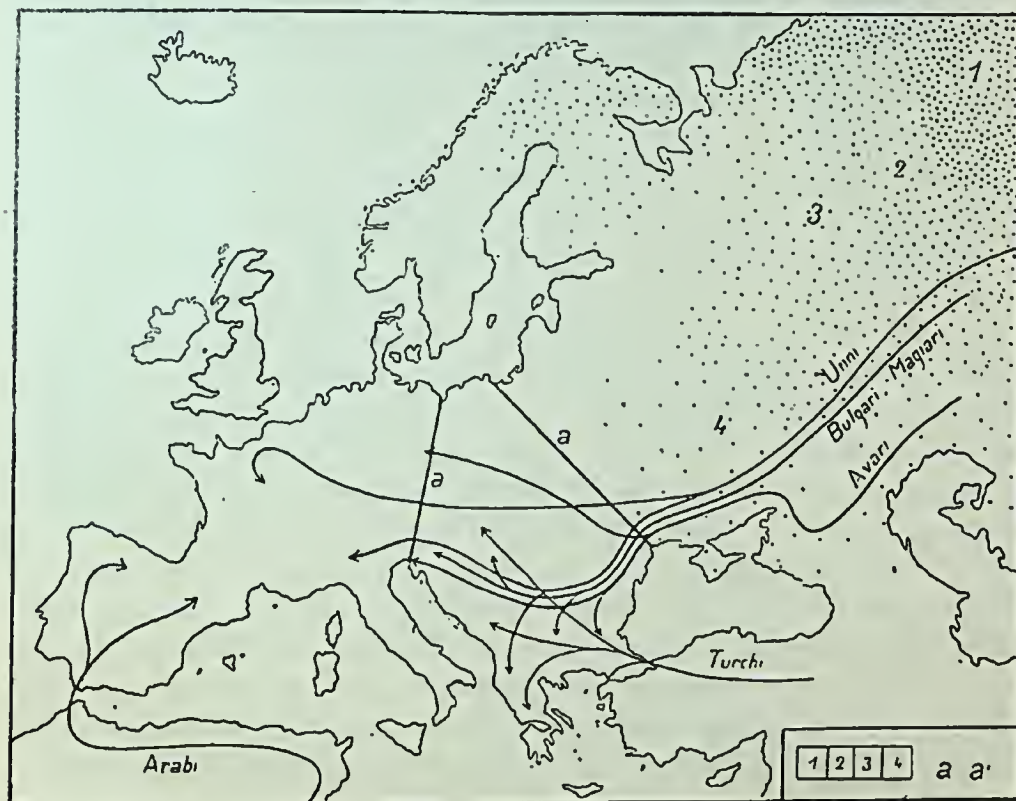 1
2
3
Unni
Bulgari - Magiari
4
a
Avari
a
Turchi
Arabi
1 2 3 4 a a